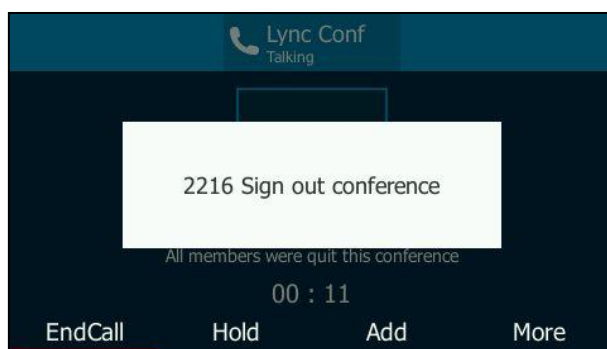 Lync Conf
Talking
2216 Sign out conference
All members were quit this conference
00 : 11
EndCall Hold Add More